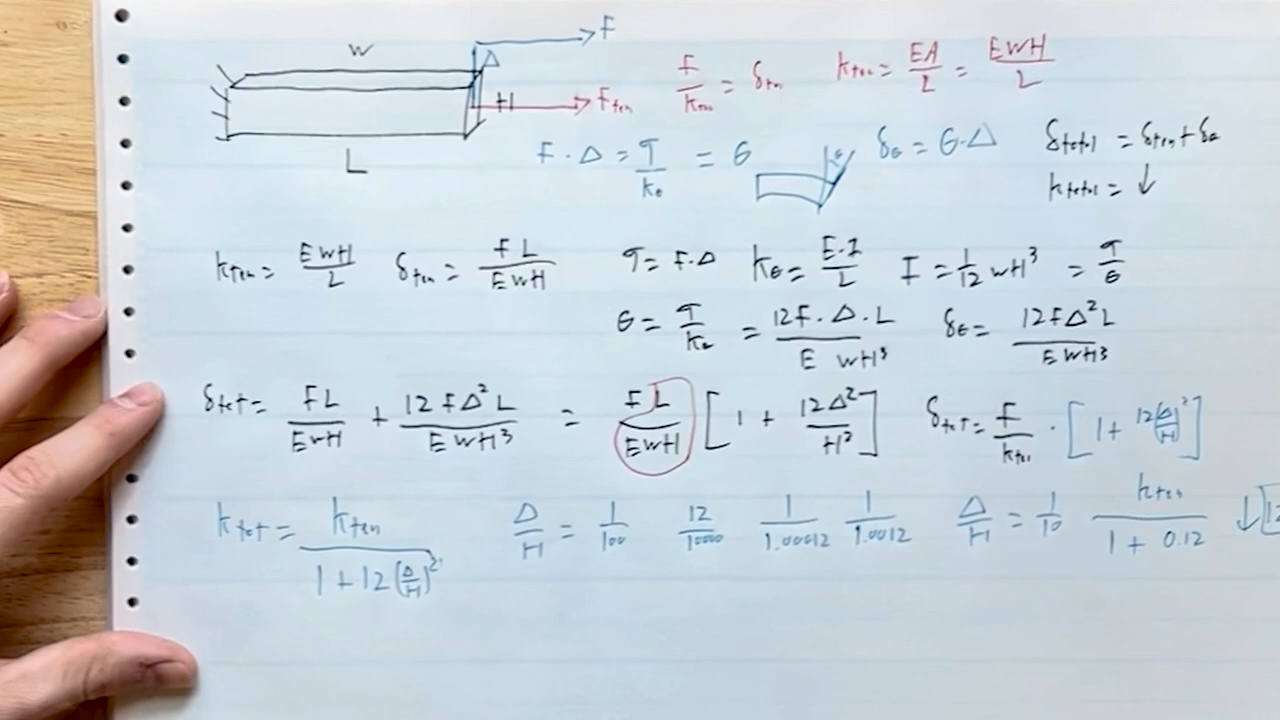 W F
Δ
H F_ten
L
F/k_ten = δ_ten k_ten = EA/L = EWH/L
F·Δ = T/k_θ = θ θ δ_θ = θ·Δ δ_total = δ_ten + δ_θ
k_total = ↓
k_ten = EWH/L δ_ten = FL/EWH T = F·Δ k_θ = E·I/L I = 1/12 WH³ = T/θ
θ = T/k_θ = 12F·Δ·L/E WH³ δ_θ = 12FΔ²L/EWH³
δ_tot = FL/EWH + 12FΔ²L/EWH³ = FL/EWH [1 + 12Δ²/H²] δ_tot = F/k_ten · [1 + 12(Δ/H)²]
k_tot = k_ten/1+12(Δ/H)² Δ/H = 1/100 12/10000 1/1.00012 1/1.0012 Δ/H = 1/10 k_ten/1 + 0.12 ↓ 12